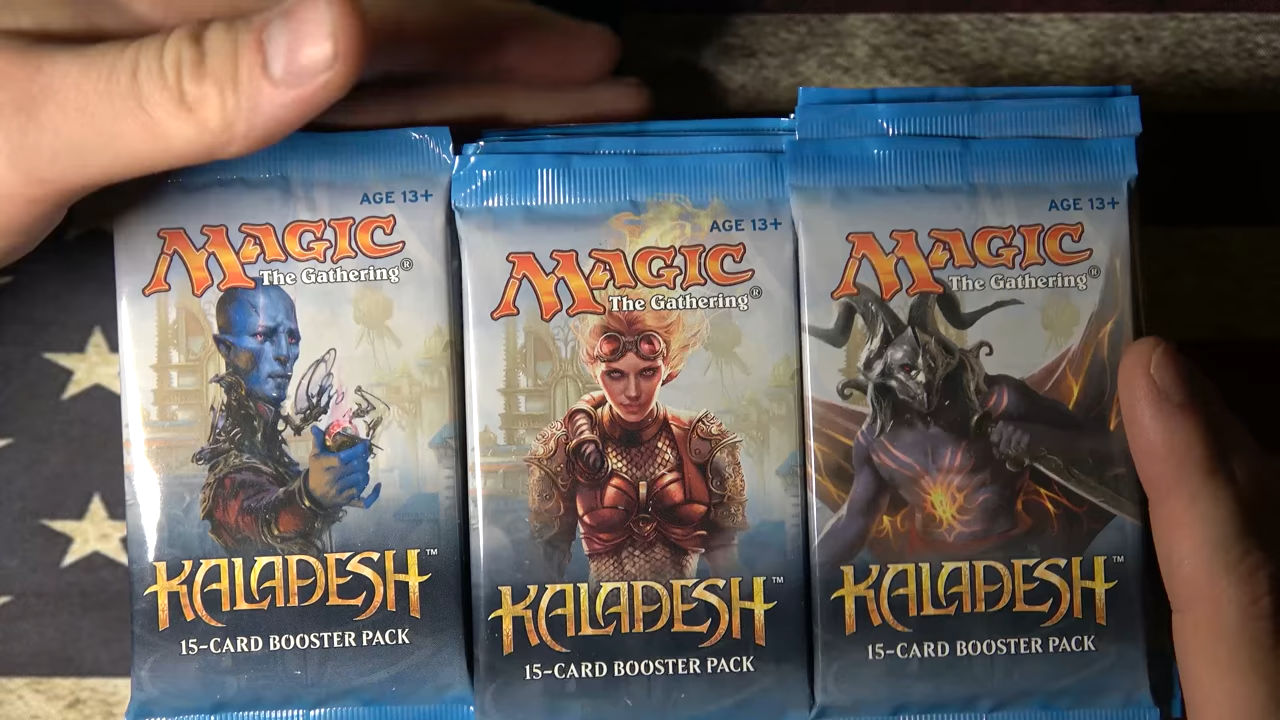 AGE 13+
MAGIC
The Gathering®
KALADESH™
15-CARD BOOSTER PACK
AGE 13+
MAGIC
The Gathering®
KALADESH™
15-CARD BOOSTER PACK
AGE 13+
MAGIC
The Gathering®
KALADESH™
15-CARD BOOSTER PACK